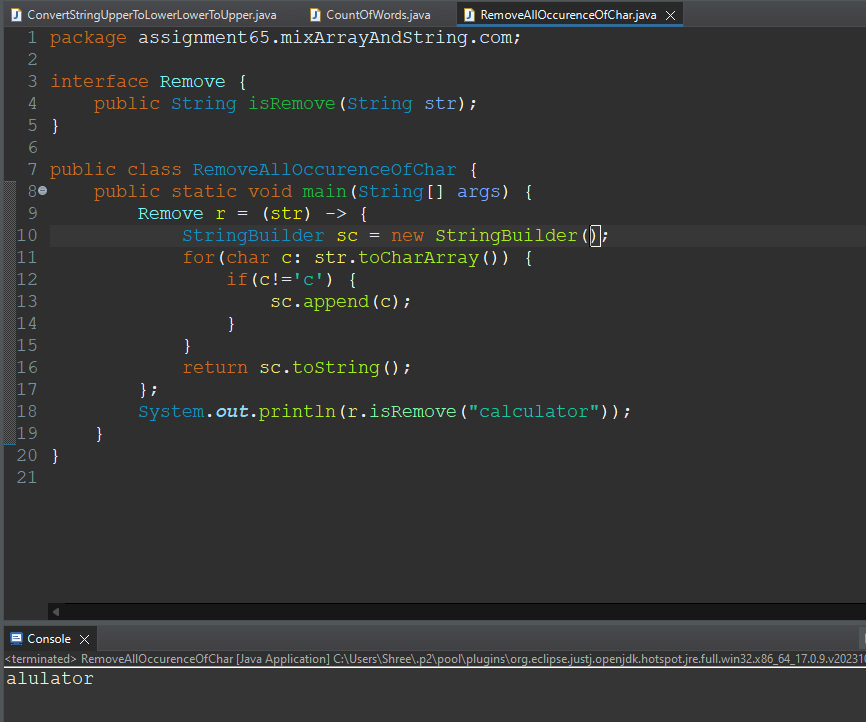 ConvertStringUpperToLowerLowerToUpper.java CountOfWords.java RemoveAllOccurenceOfChar.java
1 package assignment65.mixArrayAndString.com;
2
3 interface Remove {
4     public String isRemove(String str);
5 }
6
7 public class RemoveAllOccurenceOfChar {
8     public static void main(String[] args) {
9         Remove r = (str) -> {
10             StringBuilder sc = new StringBuilder();
11             for(char c: str.toCharArray()) {
12                 if(c!='c') {
13                     sc.append(c);
14                 }
15             }
16             return sc.toString();
17         };
18         System.out.println(r.isRemove("calculator"));
19     }
20 }
21
Console
<terminated> RemoveAllOccurenceOfChar [Java Application] C:\Users\Shree\.p2\pool\plugins\org.eclipse.justj.openjdk.hotspot.jre.full.win32.x86_64_17.0.9.v20231
alulator